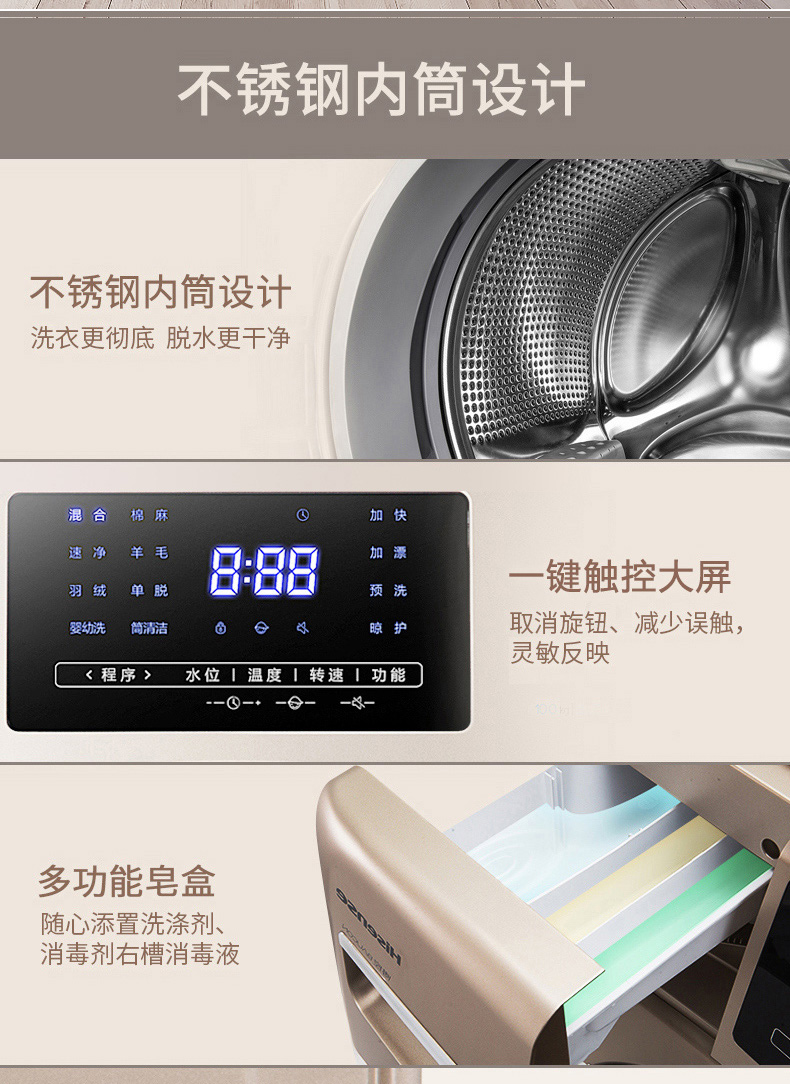 不锈钢内筒设计
不锈钢内筒设计
洗衣更彻底 脱水更干净
混合 棉麻 加快
速净 羊毛 8:88 加漂
羽绒 单脱 预洗
婴幼洗 筒清洁 晾护
<程序> 水位 | 温度 | 转速 | 功能
一键触控大屏
取消旋钮、减少误触，
灵敏反映
多功能皂盒
随心添置洗涤剂、
消毒剂右槽消毒液
Hisense